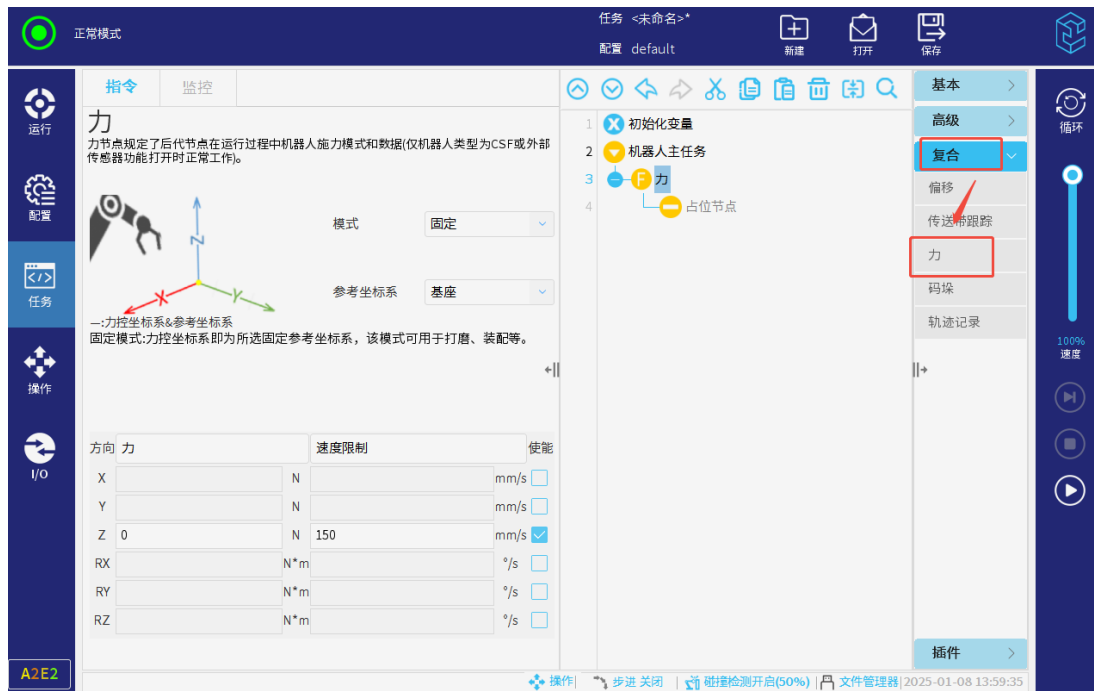 正常模式
任务 <未命名>*
配置 default
新建
打开
保存
运行
配置
任务
操作
I/O
A2E2
指令
监控
力
力节点规定了后代节点在运行过程中机器人施力模式和数据(仅机器人类型为CSF或外部
传感器功能打开时正常工作)。
Z
X
Y
模式
固定
参考坐标系
基座
—:力控坐标系&参考坐标系
固定模式:力控坐标系即为所选固定参考坐标系，该模式可用于打磨、装配等。
方向 力 速度限制 使能
X N mm/s
Y N mm/s
Z 0 N 150 mm/s
RX N*m °/s
RY N*m °/s
RZ N*m °/s
1 初始化变量
2 机器人主任务
3 F 力
4 占位节点
基本
高级
复合
偏移
传送带跟踪
力
码垛
轨迹记录
插件
循环
100%
速度
操作| 步进 关闭 | 碰撞检测开启(50%) | 文件管理器| 2025-01-08 13:59:35